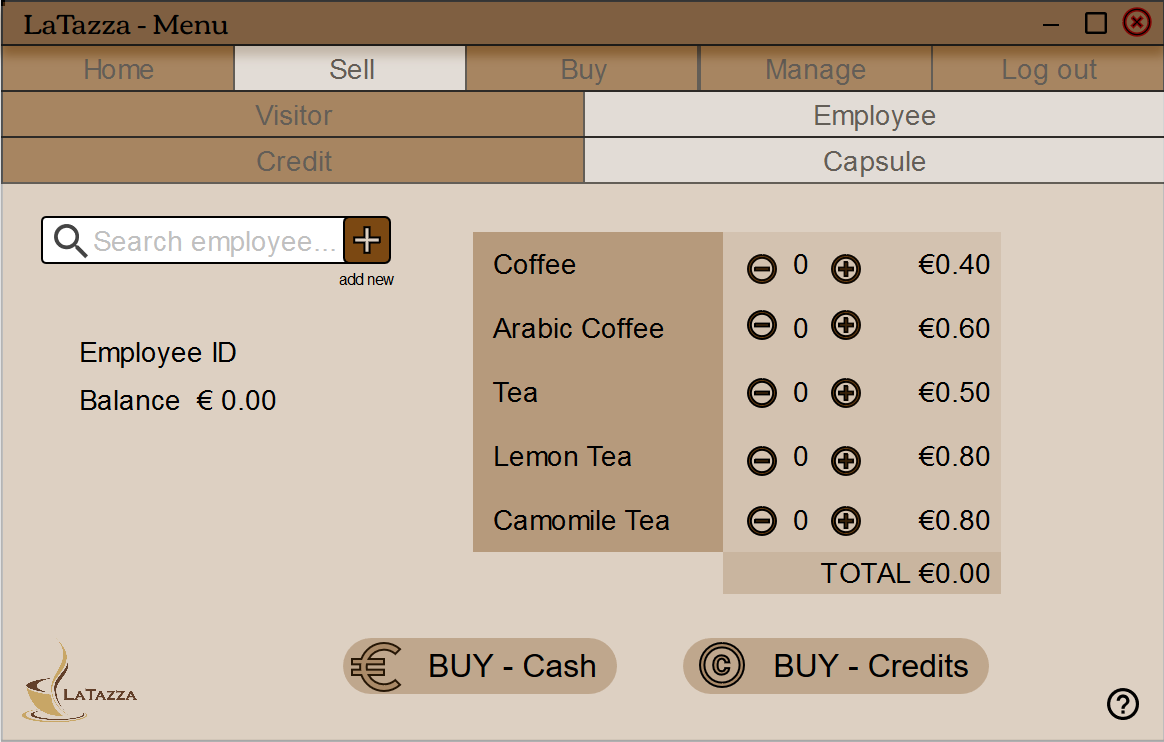 LaTazza - Menu
Home Sell Buy Manage Log out
Visitor Employee
Credit Capsule
Search employee...
add new
Employee ID
Balance € 0.00
Coffee 0 €0.40
Arabic Coffee 0 €0.60
Tea 0 €0.50
Lemon Tea 0 €0.80
Camomile Tea 0 €0.80
TOTAL €0.00
€ BUY - Cash
© BUY - Credits
LATAZZA
?